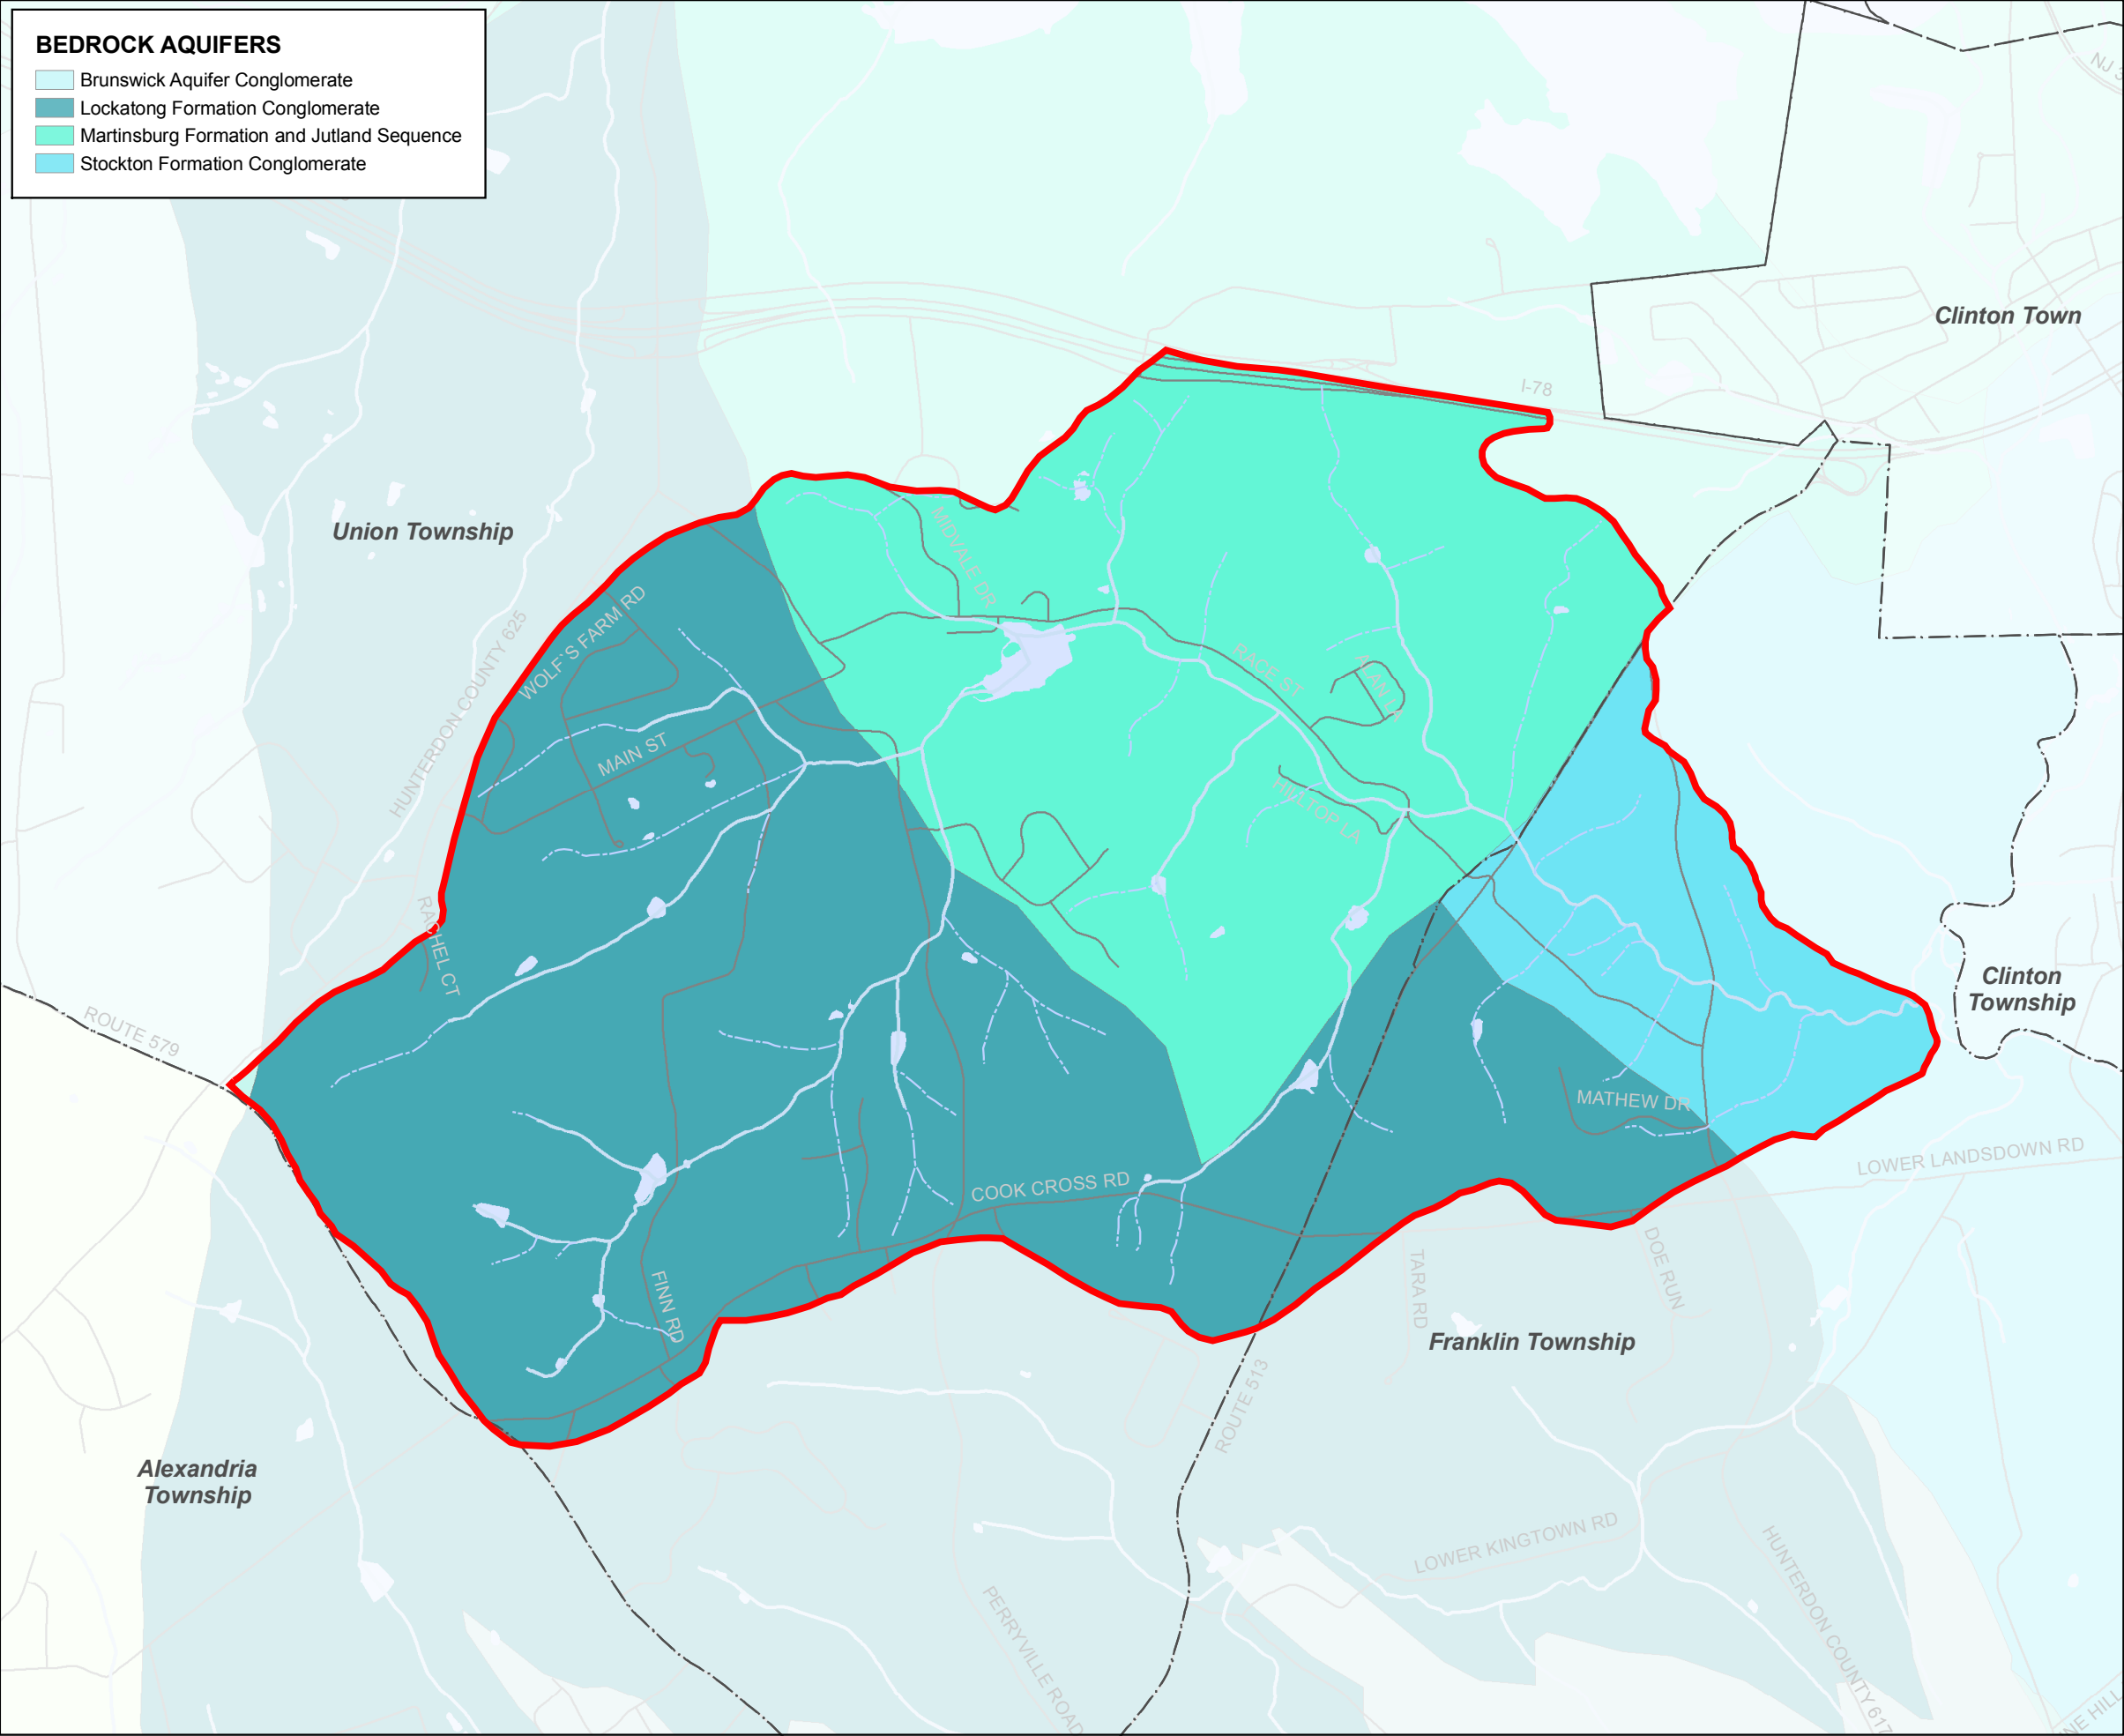 BEDROCK AQUIFERS
Brunswick Aquifer Conglomerate
Lockatong Formation Conglomerate
Martinsburg Formation and Jutland Sequence
Stockton Formation Conglomerate
Clinton Town
I-78
Union Township
MIDVALE DR
WOLF`S FARM RD
HUNTERDON COUNTY 625
RACE ST
MAIN ST
HILLTOP LA
RACHEL CT
Clinton
Township
ROUTE 579
MATHEW DR
LOWER LANDSDOWN RD
COOK CROSS RD
DOE RUN
TARA RD
FINN RD
Franklin Township
ROUTE 513
Alexandria
Township
LOWER KINGTOWN RD
HUNTERDON COUNTY 617
PERRYVILLE ROAD